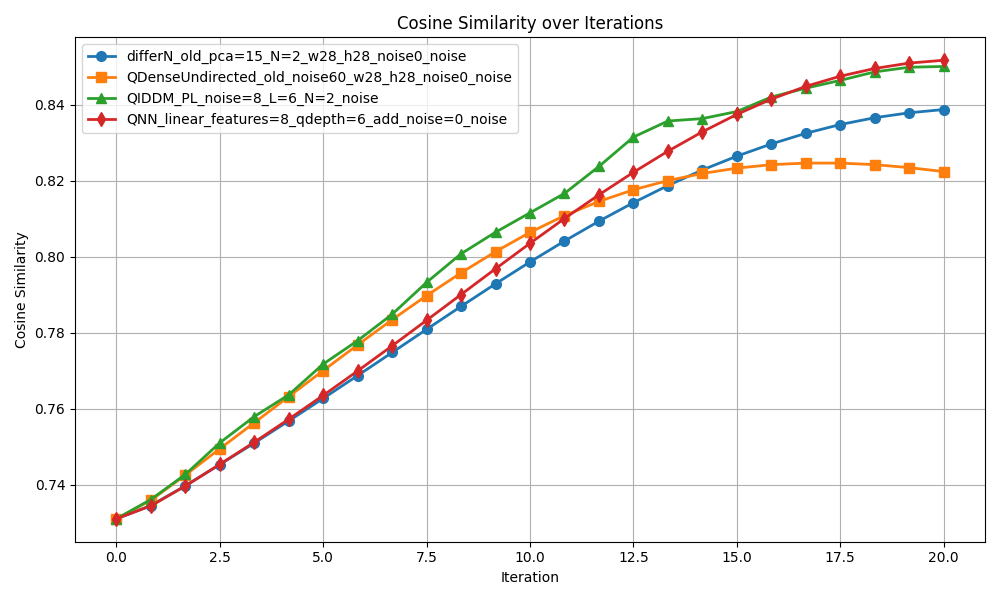 Cosine Similarity over Iterations
differN_old_pca=15_N=2_w28_h28_noise0_noise
QDenseUndirected_old_noise60_w28_h28_noise0_noise
QIDDM_PL_noise=8_L=6_N=2_noise
QNN_linear_features=8_qdepth=6_add_noise=0_noise
Cosine Similarity
0.84
0.82
0.80
0.78
0.76
0.74
0.0 2.5 5.0 7.5 10.0 12.5 15.0 17.5 20.0
Iteration